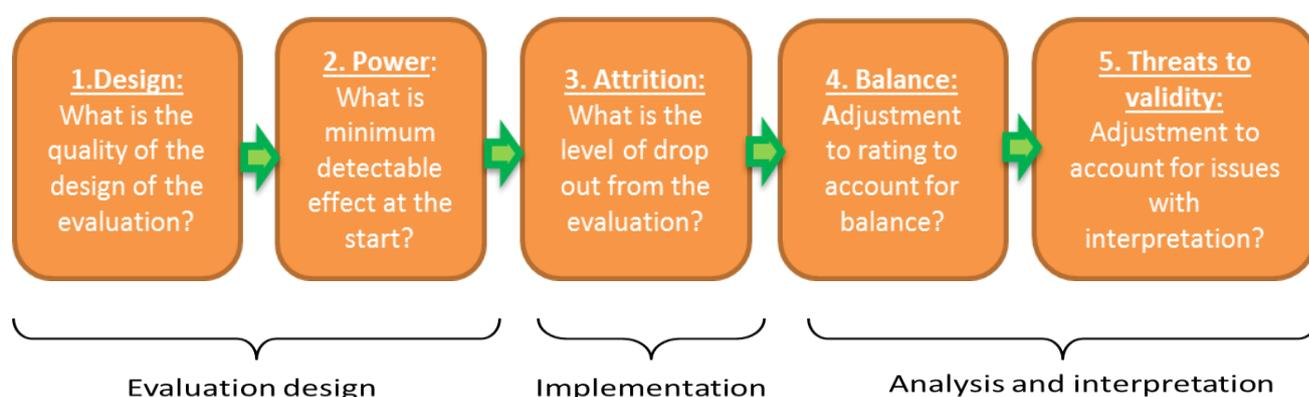 1.Design:
What is the
quality of the
design of the
evaluation?
2. Power:
What is
minimum
detectable
effect at the
start?
3. Attrition:
What is the
level of drop
out from the
evaluation?
4. Balance:
Adjustment
to rating to
account for
balance?
5. Threats to
validity:
Adjustment to
account for issues
with
interpretation?
Evaluation design
Implementation
Analysis and interpretation